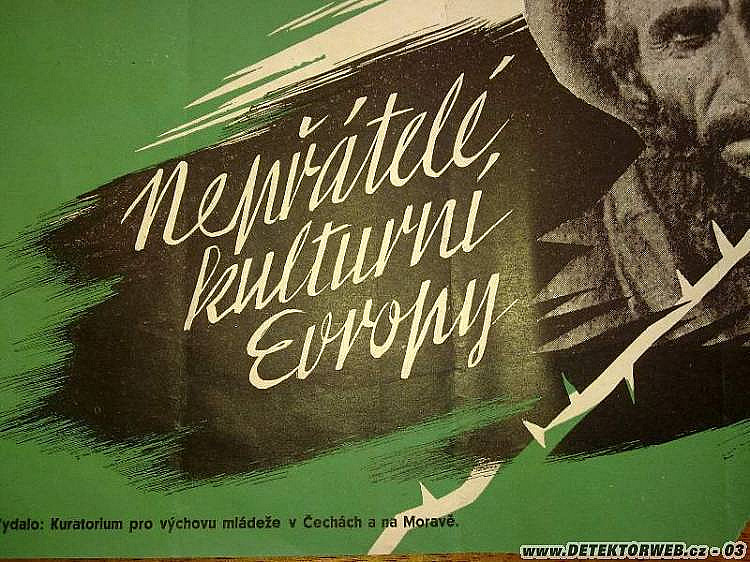 Nepřátelé
kulturní
Evropy
Vydalo: Kuratorium pro výchovu mládeže v Čechách a na Moravě.
www.DETEKTORWEB.cz - 03